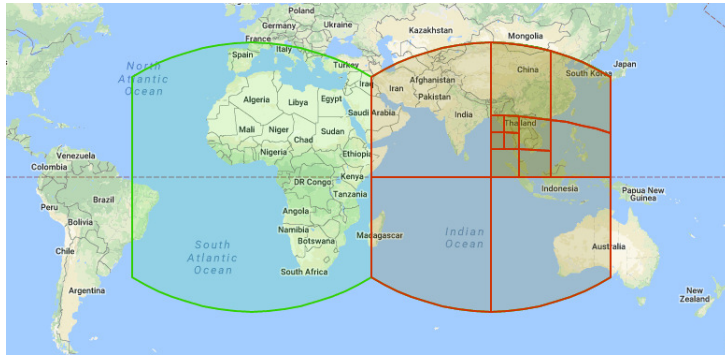 Poland
Germany
Ukraine
Kazakhstan
Mongolia
North
Atlantic
Ocean
Italy
Spain
Turkey
China
South Korea
Japan
Iraq
Iran
Afghanistan
Pakistan
Algeria
Libya
Egypt
Saudi Arabia
India
Mali
Niger
Sudan
Chad
Thailand
Nigeria
Ethiopia
Venezuela
Colombia
DR Congo
Kenya
Tanzania
Indonesia
Papua New
Guinea
Peru
Brazil
Bolivia
Angola
Namibia
Botswana
Madagascar
South
Atlantic
Ocean
Indian
Ocean
Australia
Chile
South Africa
Argentina
New
Zealand